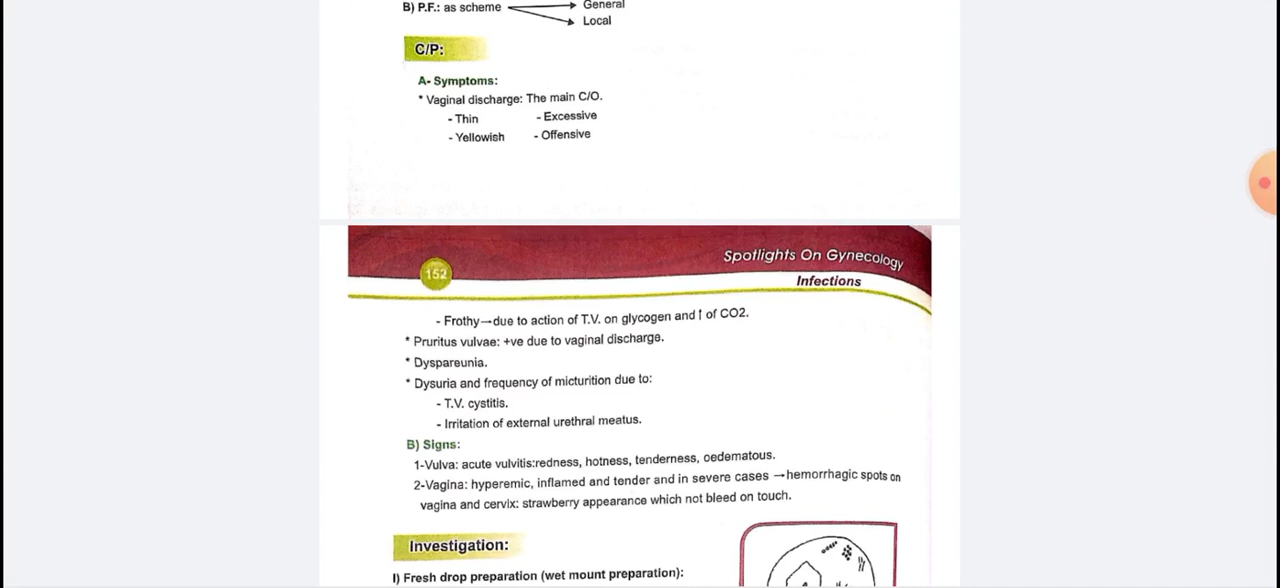 B) P.F.: as scheme
General
Local
C/P:
A- Symptoms:
* Vaginal discharge: The main C/O.
- Thin - Excessive
- Yellowish - Offensive
Spotlights On Gynecology
152
Infections
- Frothy→due to action of T.V. on glycogen and ↑ of CO2.
* Pruritus vulvae: +ve due to vaginal discharge.
* Dyspareunia.
* Dysuria and frequency of micturition due to:
- T.V. cystitis.
- Irritation of external urethral meatus.
B) Signs:
1-Vulva: acute vulvitis:redness, hotness, tenderness, oedematous.
2-Vagina: hyperemic, inflamed and tender and in severe cases →hemorrhagic spots on
vagina and cervix: strawberry appearance which not bleed on touch.
Investigation:
I) Fresh drop preparation (wet mount preparation):